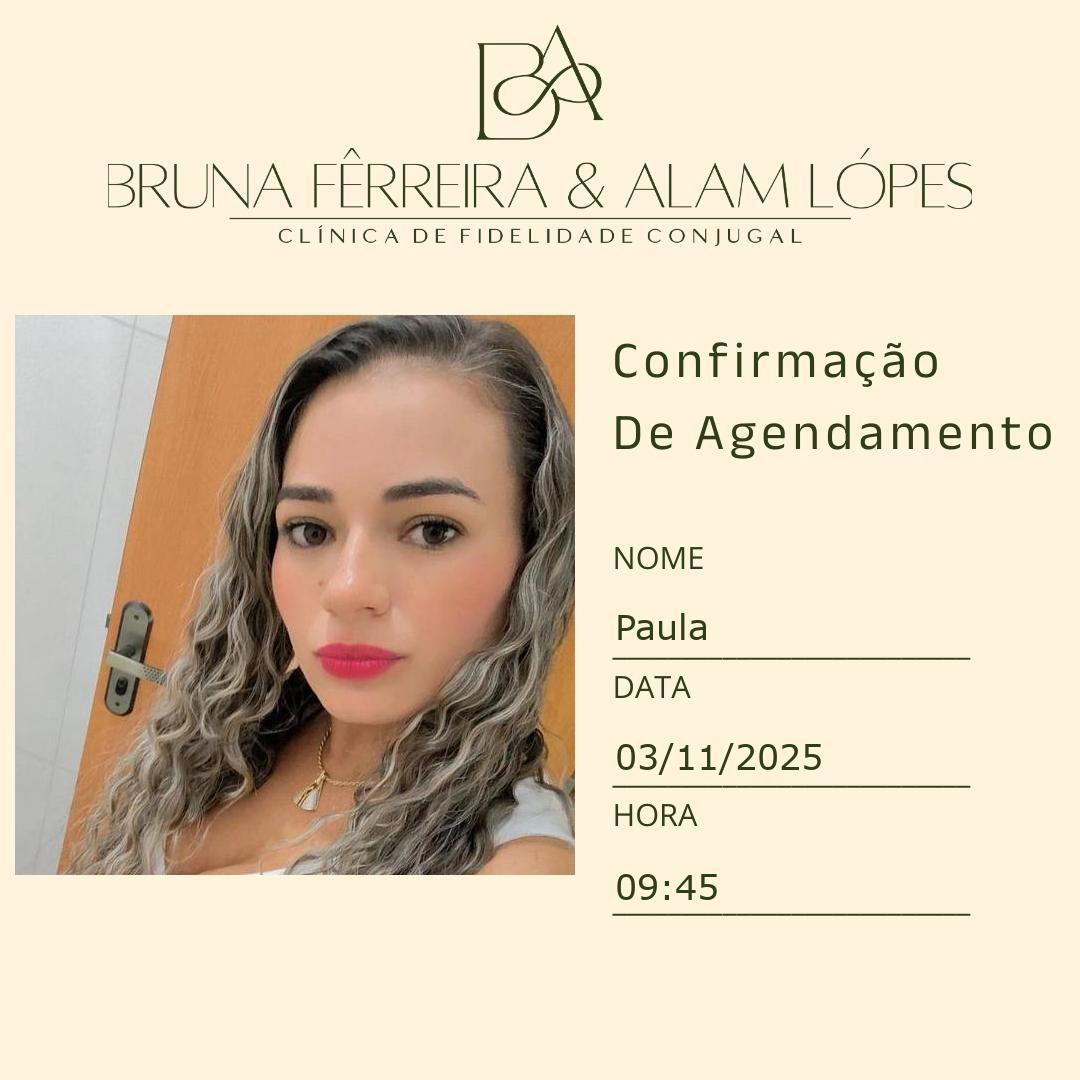 BA
BRUNA FÊRREIRA & ALAM LÓPES
CLÍNICA DE FIDELIDADE CONJUGAL
Confirmação
De Agendamento
NOME
Paula
DATA
03/11/2025
HORA
09:45